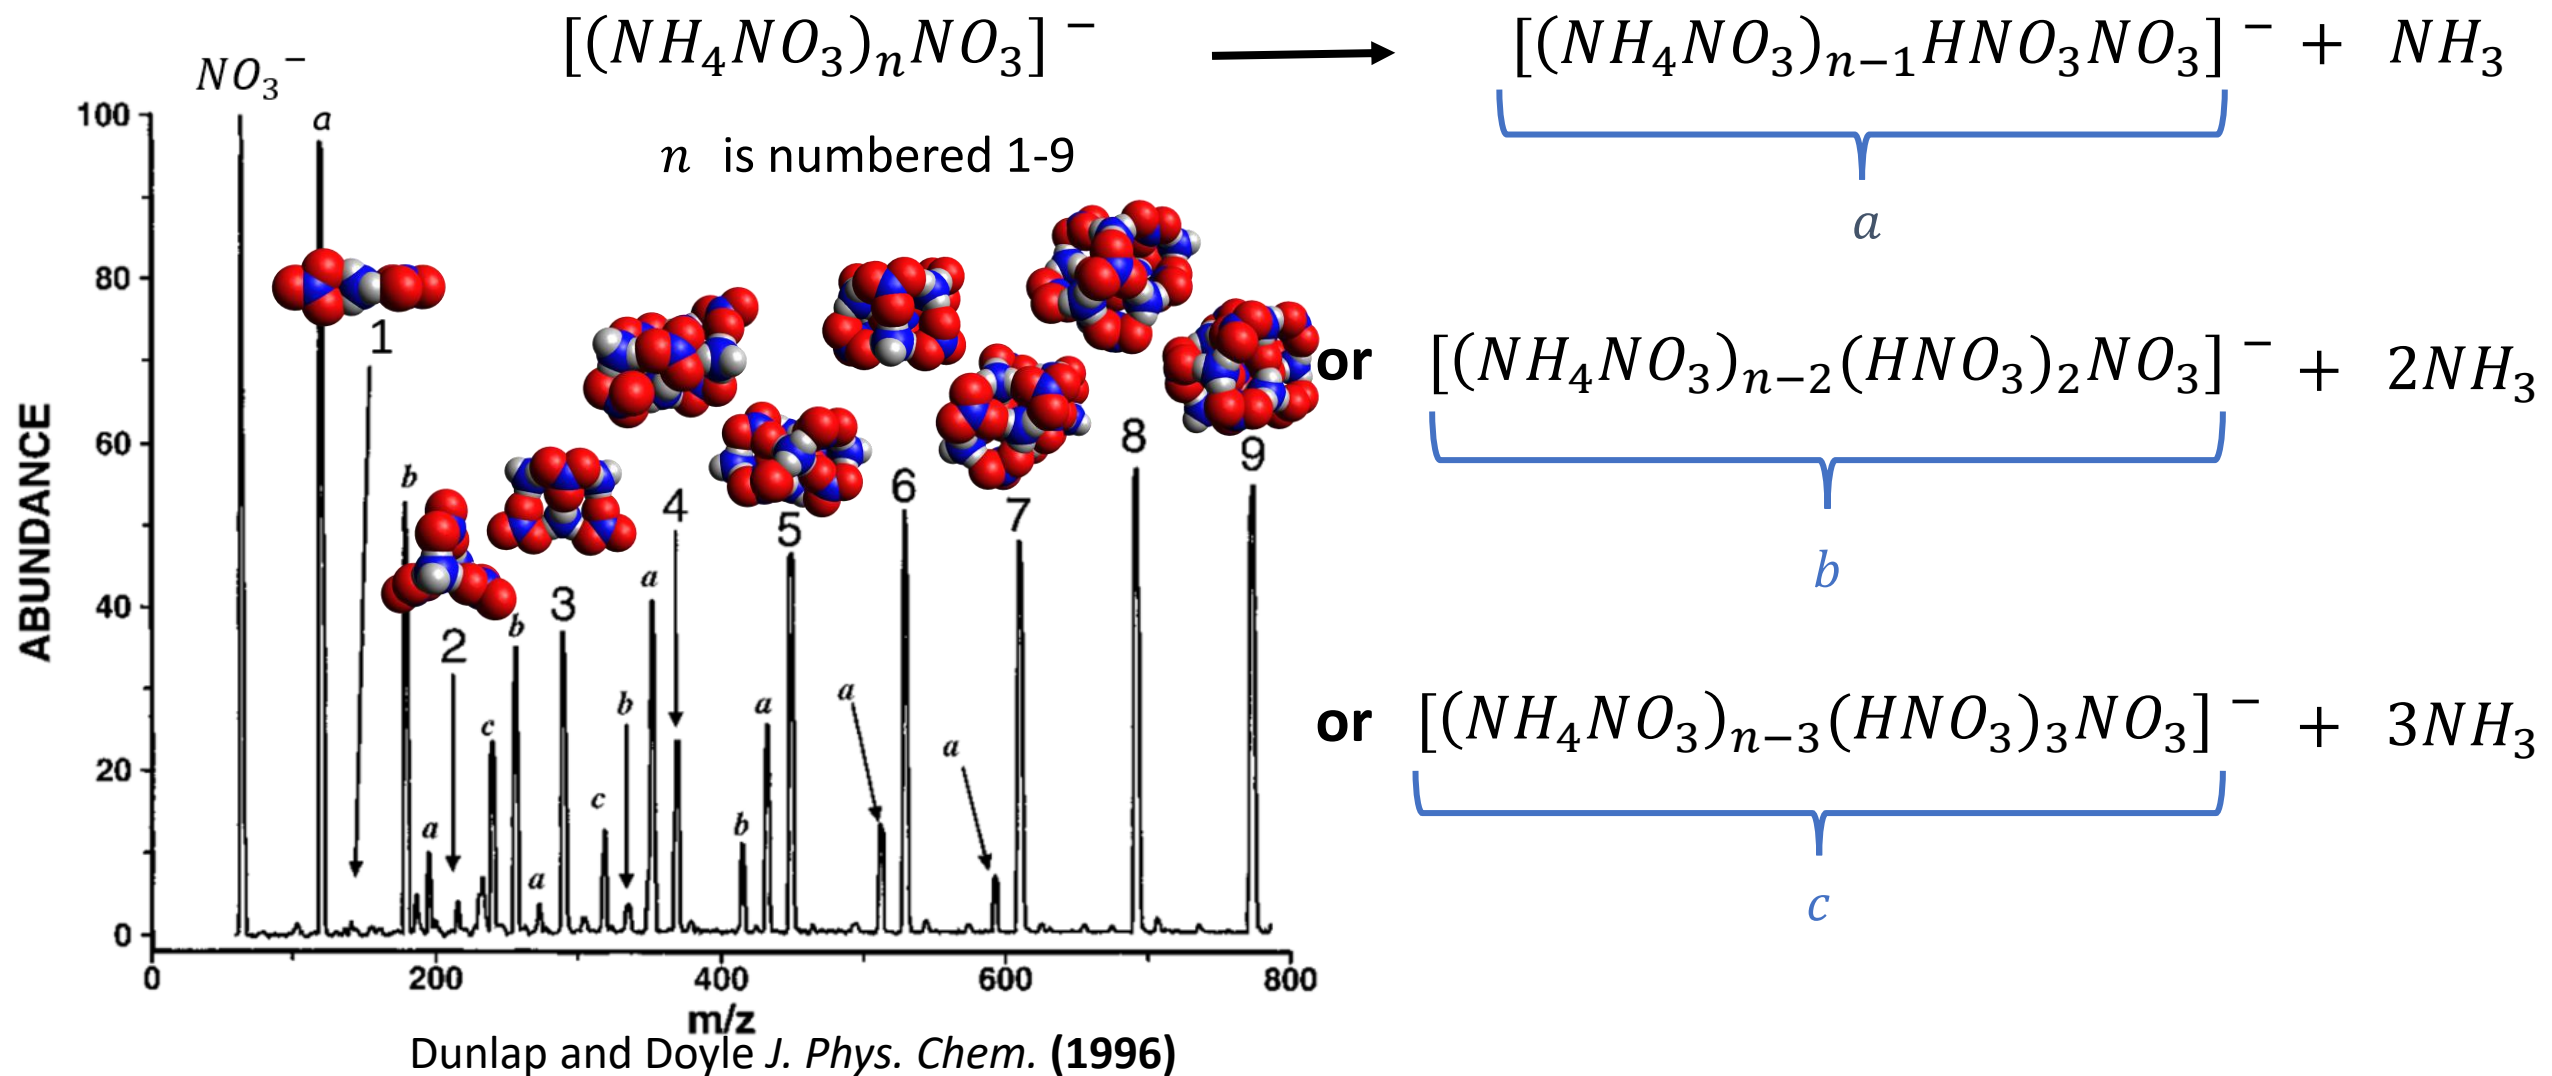 [(NH₄NO₃)ₙNO₃]⁻ ⟶ [(NH₄NO₃)ₙ₋₁HNO₃NO₃]⁻ + NH₃
a
n is numbered 1-9
or [(NH₄NO₃)ₙ₋₂(HNO₃)₂NO₃]⁻ + 2NH₃
b
or [(NH₄NO₃)ₙ₋₃(HNO₃)₃NO₃]⁻ + 3NH₃
c
NO₃⁻
a
1
b
a
2
c
b
a
3
c
b
a
4
b
a
5
a
6
a
7
8
9
ABUNDANCE
100
80
60
40
20
0
0 200 400 600 800
m/z
Dunlap and Doyle J. Phys. Chem. (1996)